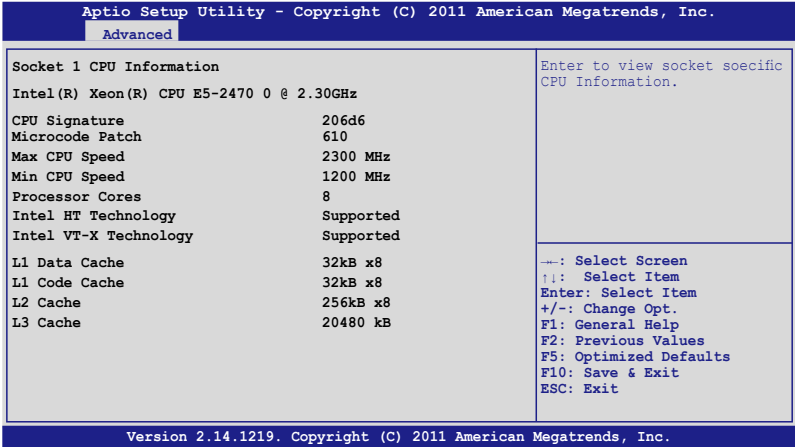 Aptio Setup Utility - Copyright (C) 2011 American Megatrends, Inc.
Advanced
Socket 1 CPU Information
Intel(R) Xeon(R) CPU E5-2470 0 @ 2.30GHz
CPU Signature 206d6
Microcode Patch 610
Max CPU Speed 2300 MHz
Min CPU Speed 1200 MHz
Processor Cores 8
Intel HT Technology Supported
Intel VT-X Technology Supported
L1 Data Cache 32kB x8
L1 Code Cache 32kB x8
L2 Cache 256kB x8
L3 Cache 20480 kB
Enter to view socket soecific
CPU Information.
→←: Select Screen
↑↓: Select Item
Enter: Select Item
+/-: Change Opt.
F1: General Help
F2: Previous Values
F5: Optimized Defaults
F10: Save & Exit
ESC: Exit
Version 2.14.1219. Copyright (C) 2011 American Megatrends, Inc.